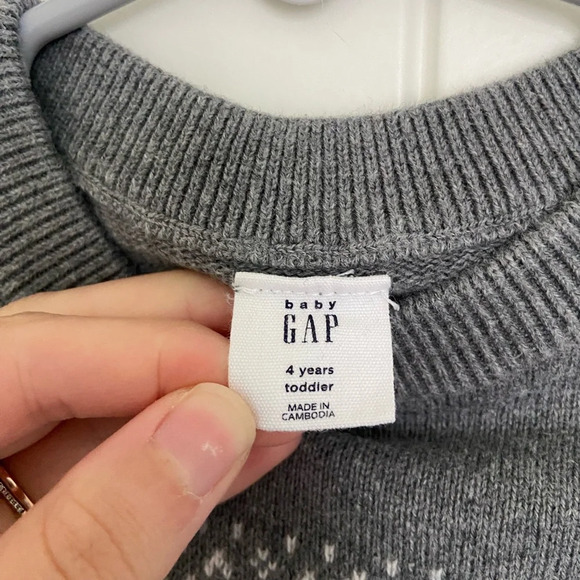 baby
GAP
4 years
toddler
MADE IN
CAMBODIA